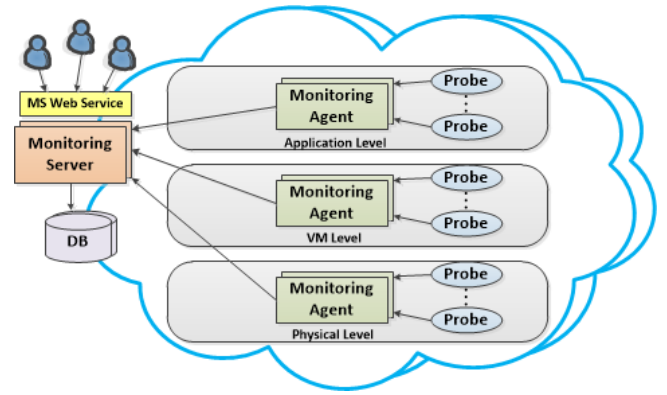 MS Web Service
Monitoring
Server
DB
Probe
Monitoring
Agent
Probe
Application Level
Probe
Monitoring
Agent
Probe
VM Level
Probe
Monitoring
Agent
Probe
Physical Level